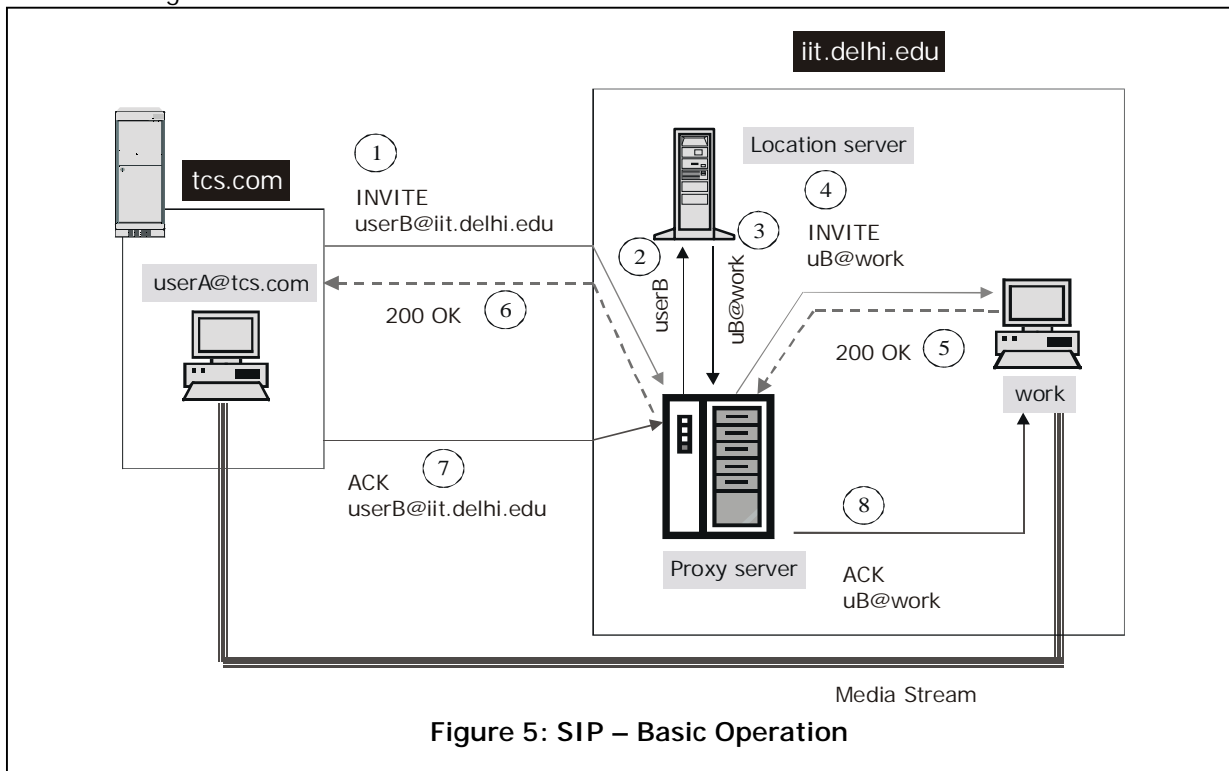 iit.delhi.edu
Location server
1
tcs.com
INVITE
userB@iit.delhi.edu
4
INVITE
uB@work
3
2
userA@tcs.com
userB
uB@work
200 OK
6
200 OK
5
work
7
ACK
userB@iit.delhi.edu
8
Proxy server
ACK
uB@work
Media Stream
Figure 5: SIP – Basic Operation